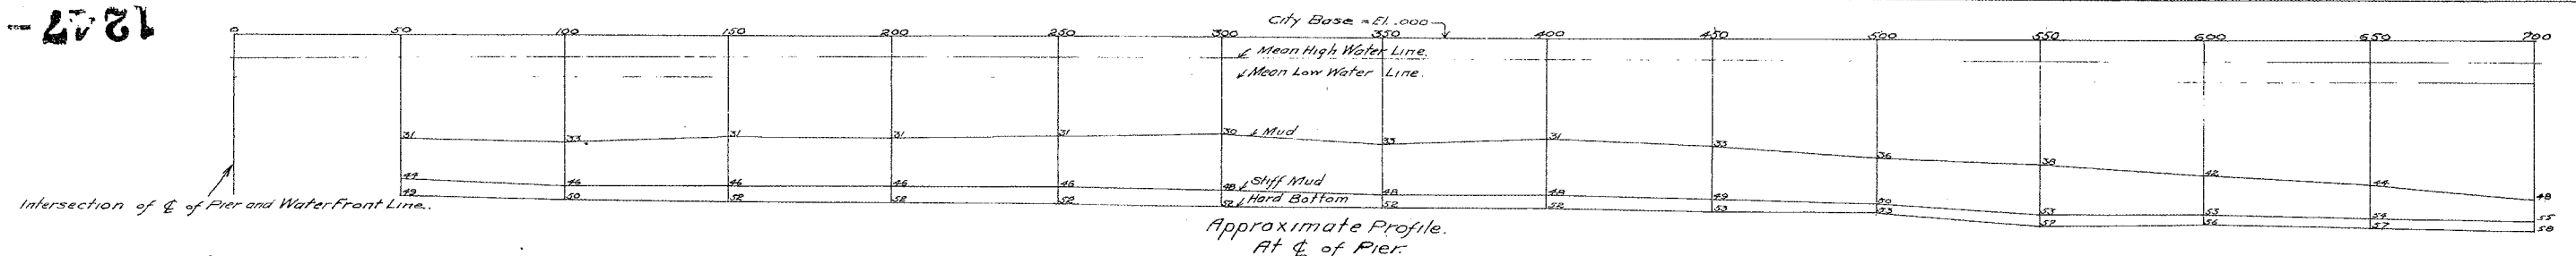 City Base = El. .000
0 50 100 150 200 250 300 350 400 450 500 550 600 650 700
Mean High Water Line.
Mean Low Water Line.
31 33 31 31 31 30 Mud 33 31 33 36 38 42 44 48
44 46 46 46 46 48 Stiff Mud 48 48 49 50 53 53 54 55
49 50 52 52 52 52 Hard Bottom 52 52 53 53 57 56 57 58
Intersection of ℄ of Pier and Water Front Line.
Approximate Profile.
At ℄ of Pier.